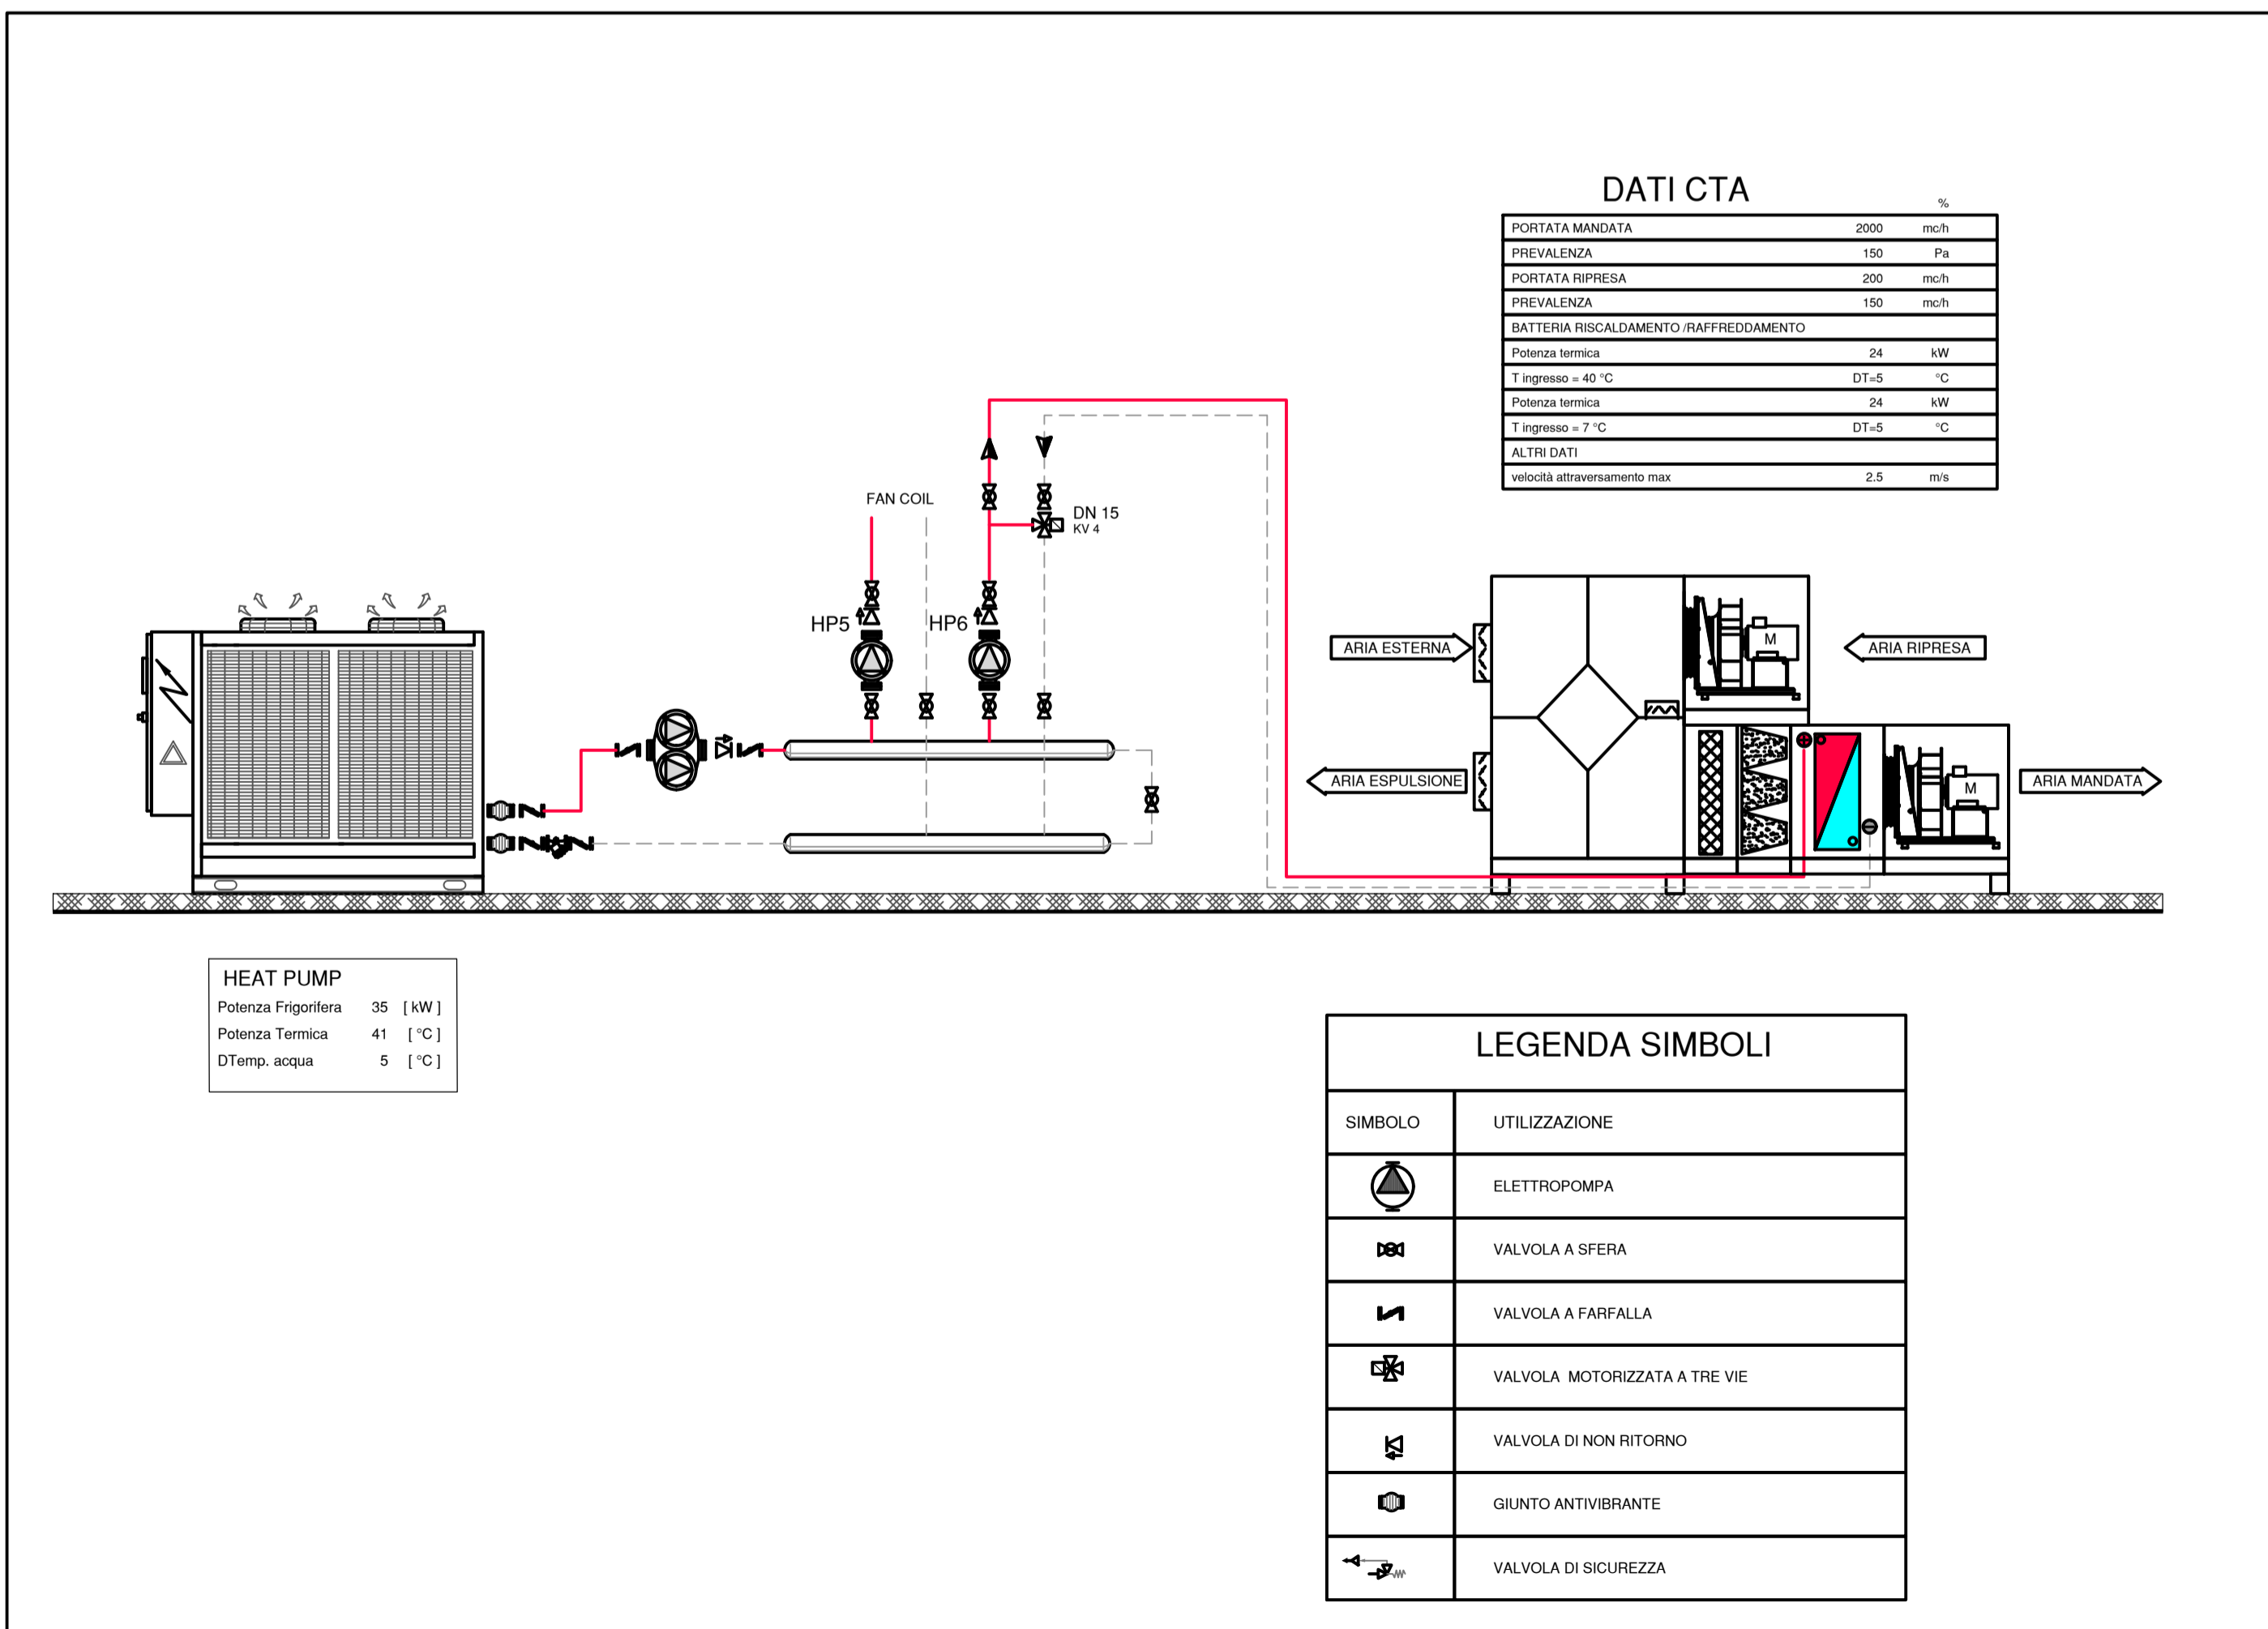 DATI CTA
%
PORTATA MANDATA 2000 mc/h
PREVALENZA 150 Pa
PORTATA RIPRESA 200 mc/h
PREVALENZA 150 mc/h
BATTERIA RISCALDAMENTO /RAFFREDDAMENTO
Potenza termica 24 kW
T ingresso = 40 °C DT=5 °C
Potenza termica 24 kW
T ingresso = 7 °C DT=5 °C
ALTRI DATI
velocità attraversamento max 2.5 m/s
FAN COIL
DN 15
KV 4
HP5
HP6
ARIA ESTERNA
M
ARIA RIPRESA
ARIA ESPULSIONE
M
ARIA MANDATA
HEAT PUMP
Potenza Frigorifera 35 [ kW ]
Potenza Termica 41 [ °C ]
DTemp. acqua 5 [ °C ]
LEGENDA SIMBOLI
SIMBOLO UTILIZZAZIONE
ELETTROPOMPA
VALVOLA A SFERA
VALVOLA A FARFALLA
VALVOLA MOTORIZZATA A TRE VIE
VALVOLA DI NON RITORNO
GIUNTO ANTIVIBRANTE
VALVOLA DI SICUREZZA